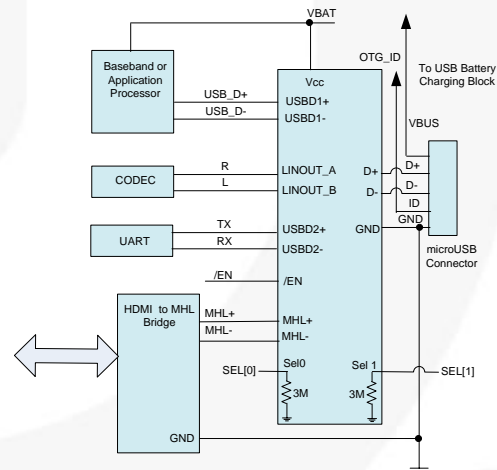 VBAT
OTG_ID
To USB Battery
Charging Block
Baseband or
Application
Processor
Vcc
USB_D+
USBD1+
USB_D-
USBD1-
VBUS
CODEC
R
LINOUT_A
L
LINOUT_B
D+
D+
D-
D-
ID
GND
GND
UART
TX
USBD2+
RX
USBD2-
microUSB
Connector
/EN
/EN
HDMI to MHL
Bridge
MHL+
MHL+
MHL-
MHL-
SEL[0]
Sel0
3M
Sel 1
3M
SEL[1]
GND